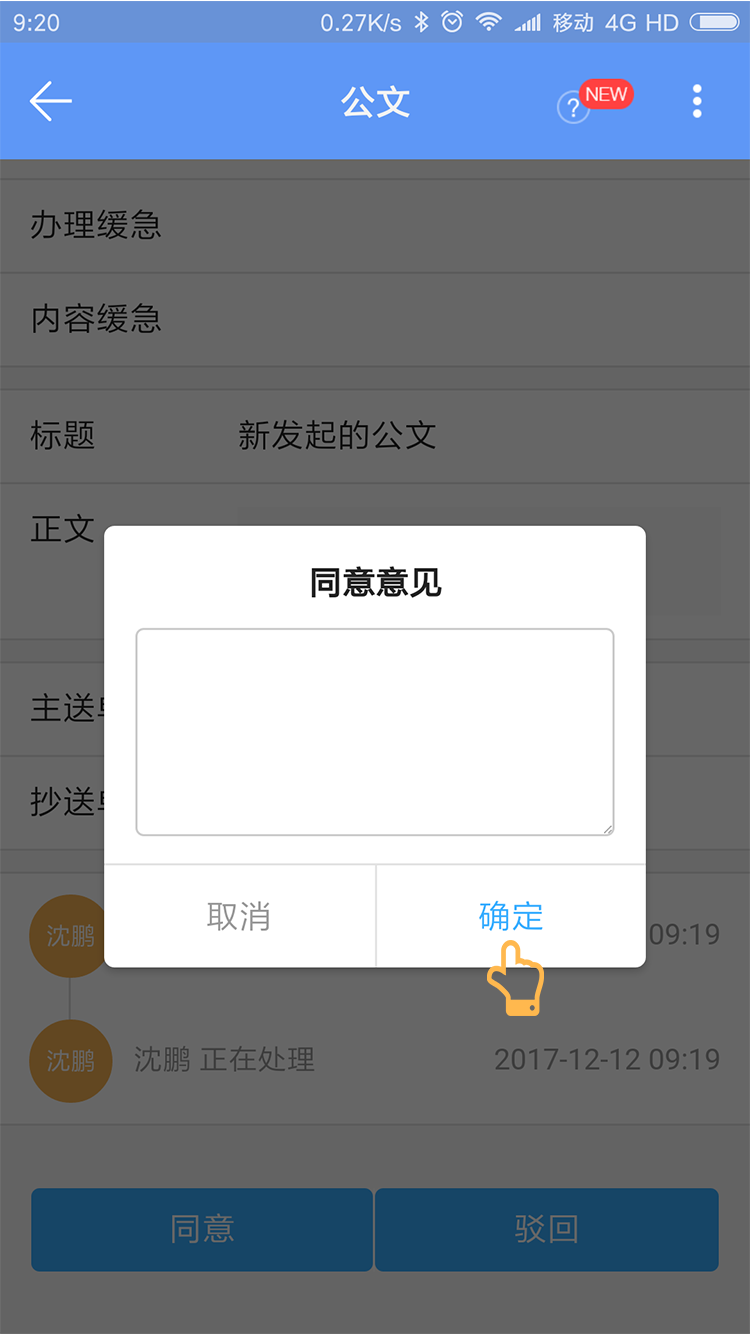 9:20 0.27K/s 移动 4G HD
公文 ? NEW
办理缓急
内容缓急
标题 新发起的公文
正文
同意意见
主送
抄送
取消 确定
沈鹏 09:19
沈鹏 沈鹏 正在处理 2017-12-12 09:19
同意 驳回